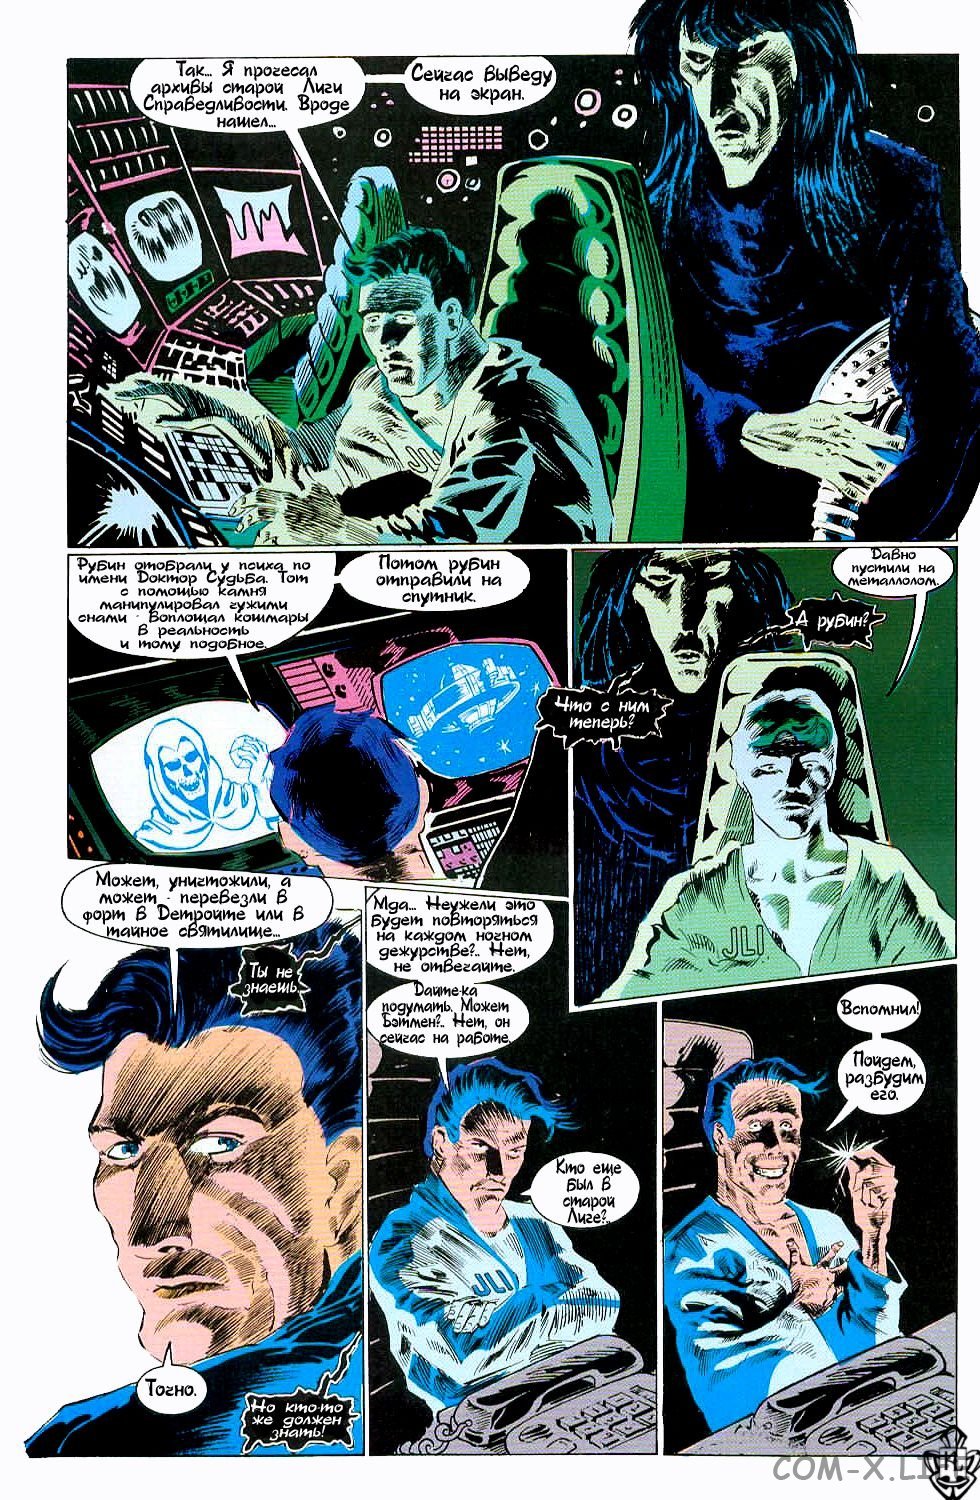 Так... Я прочесал
архивы старой Лиги
Справедливости. Вроде
нашел...
Сейчас выведу
на экран.
JLI
Рубин отобрали у психа по
имени Доктор Судьба. Тот
с помощью камня
манипулировал чужими
снами - воплощал кошмары
в реальность
и тому подобное.
Потом рубин
отправили на
спутник.
Что с ним
теперь?
Давно
пустили на
металлолом.
А рубин?
JLI
Может, уничтожили, а
может - перевезли в
форт в Детройте или в
тайное святилище...
Ты не
знаешь
Точно.
Но кто-то
же должен
знать!
Мда... Неужели это
будет повторяться
на каждом ночном
дежурстве?.. Нет,
не отвечайте.
Дайте-ка
подумать. Может
Бэтмен?.. Нет, он
сейчас на работе.
Кто еще
был в
старой
Лиге?..
JLI
Вспомнил!
Пойдем,
разбудим
его.
COM-X.LIFE